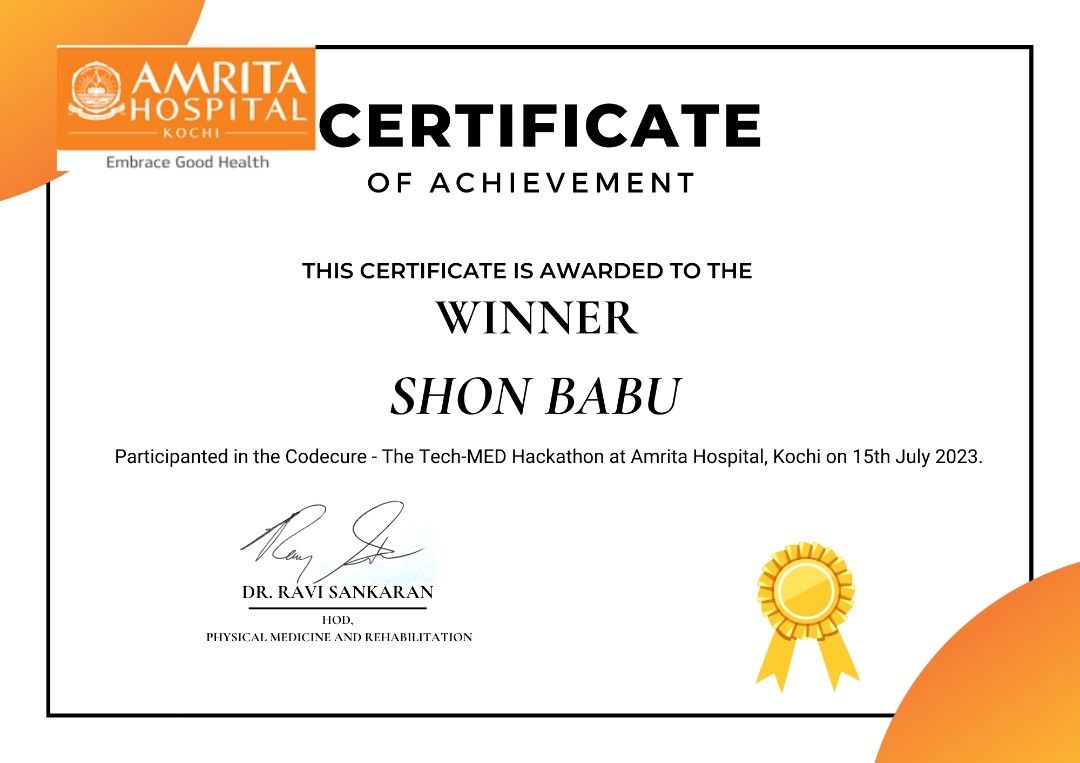 AMRITA
HOSPITAL
KOCHI
Embrace Good Health
CERTIFICATE
OF ACHIEVEMENT
THIS CERTIFICATE IS AWARDED TO THE
WINNER
SHON BABU
Participanted in the Codecure - The Tech-MED Hackathon at Amrita Hospital, Kochi on 15th July 2023.
DR. RAVI SANKARAN
HOD,
PHYSICAL MEDICINE AND REHABILITATION